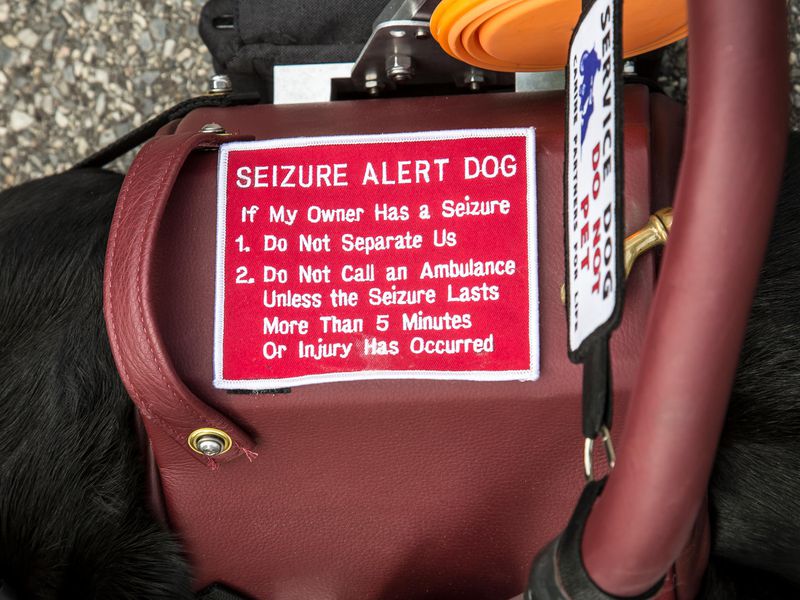 SEIZURE ALERT DOG
If My Owner Has a Seizure
1. Do Not Separate Us
2. Do Not Call an Ambulance
Unless the Seizure Lasts
More Than 5 Minutes
Or Injury Has Occurred
SERVICE DOG
DO NOT
PET